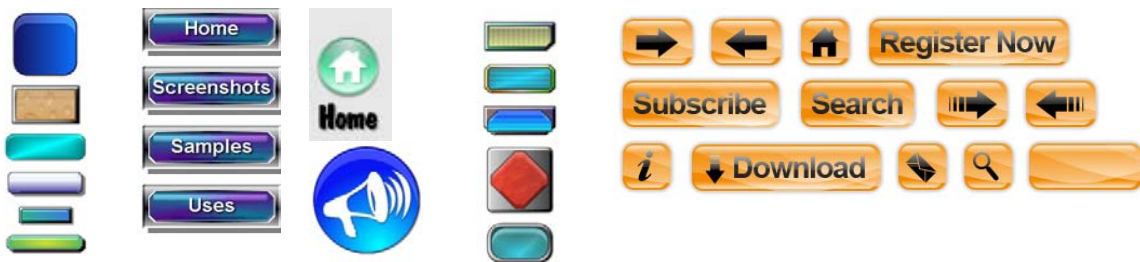 Home
Screenshots
Samples
Uses
Home
Register Now
Subscribe
Search
i
Download